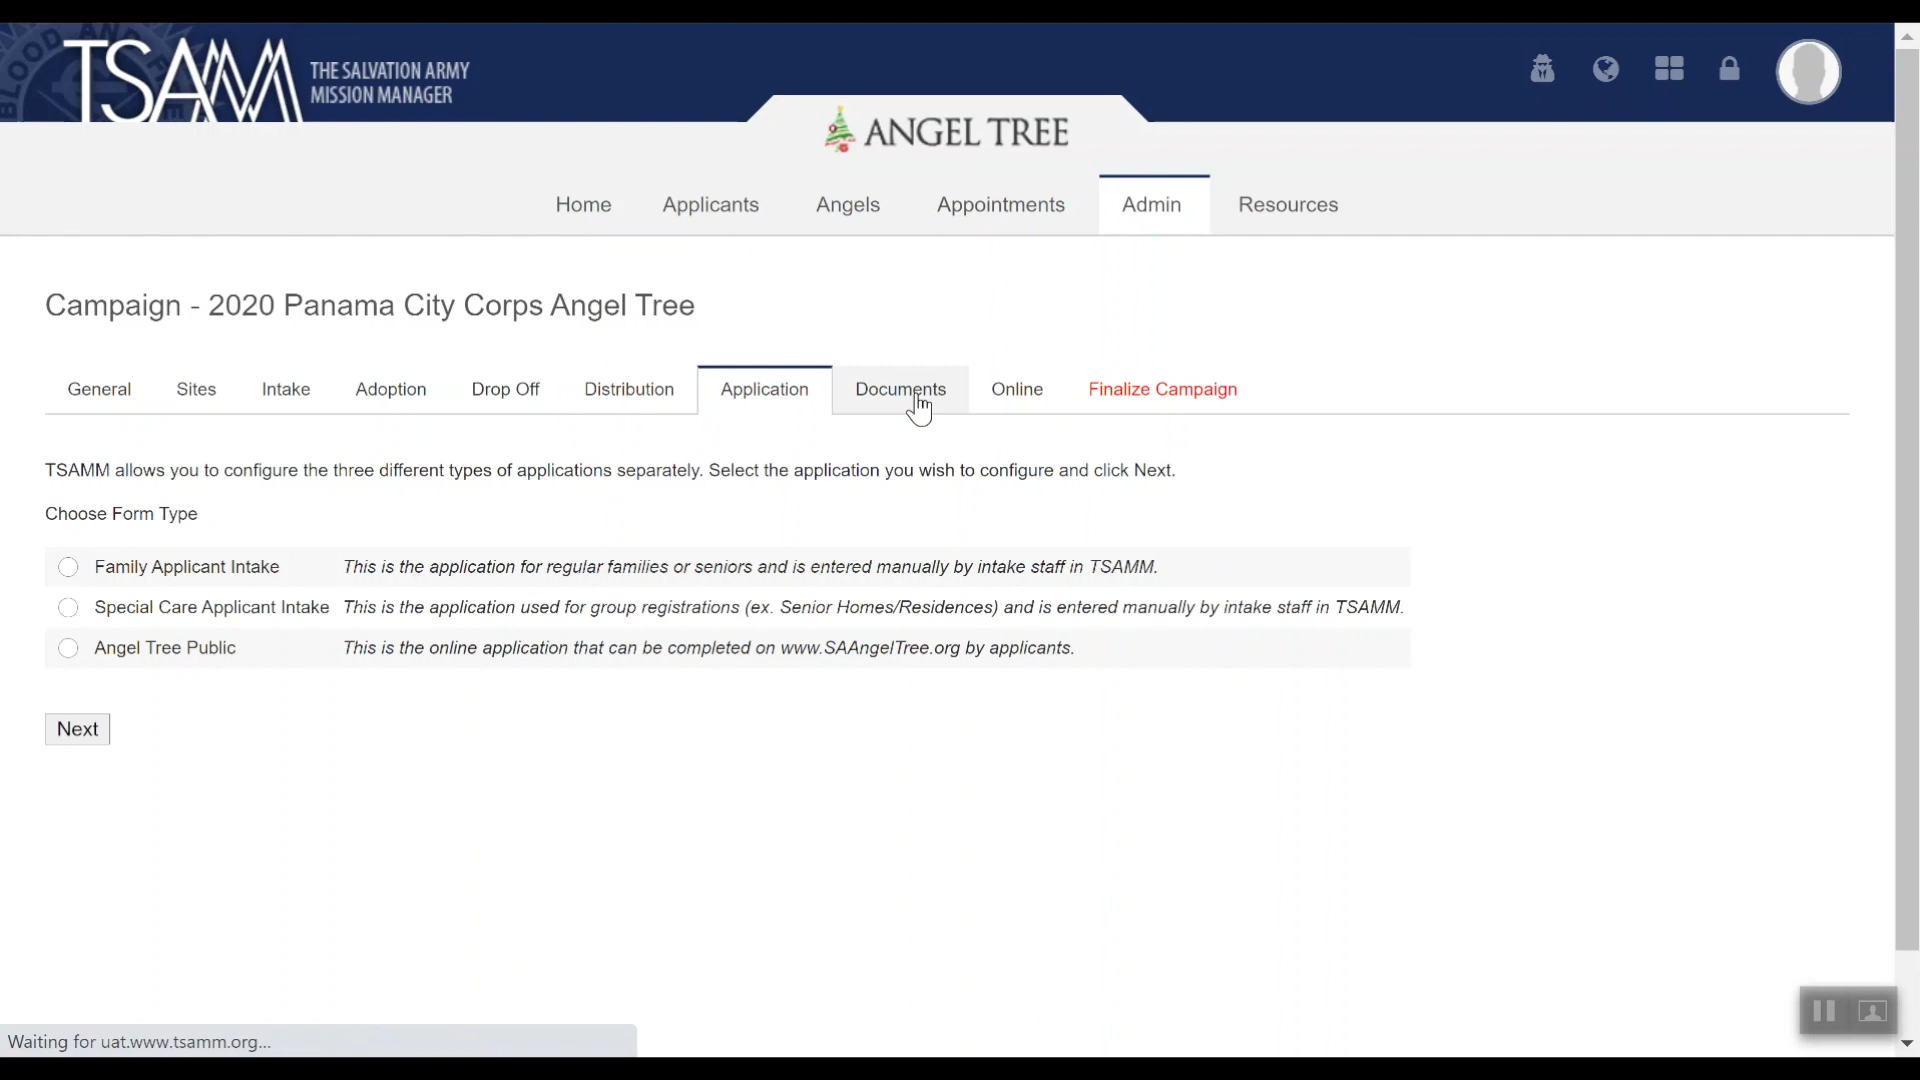 BLOOD AND FIRE
TSAMM
THE SALVATION ARMY
MISSION MANAGER
ANGEL TREE
Home Applicants Angels Appointments Admin Resources
Campaign - 2020 Panama City Corps Angel Tree
General Sites Intake Adoption Drop Off Distribution Application Documents Online Finalize Campaign
TSAMM allows you to configure the three different types of applications separately. Select the application you wish to configure and click Next.
Choose Form Type
Family Applicant Intake This is the application for regular families or seniors and is entered manually by intake staff in TSAMM.
Special Care Applicant Intake This is the application used for group registrations (ex. Senior Homes/Residences) and is entered manually by intake staff in TSAMM.
Angel Tree Public This is the online application that can be completed on www.SAAngelTree.org by applicants.
Next
Waiting for uat.www.tsamm.org...